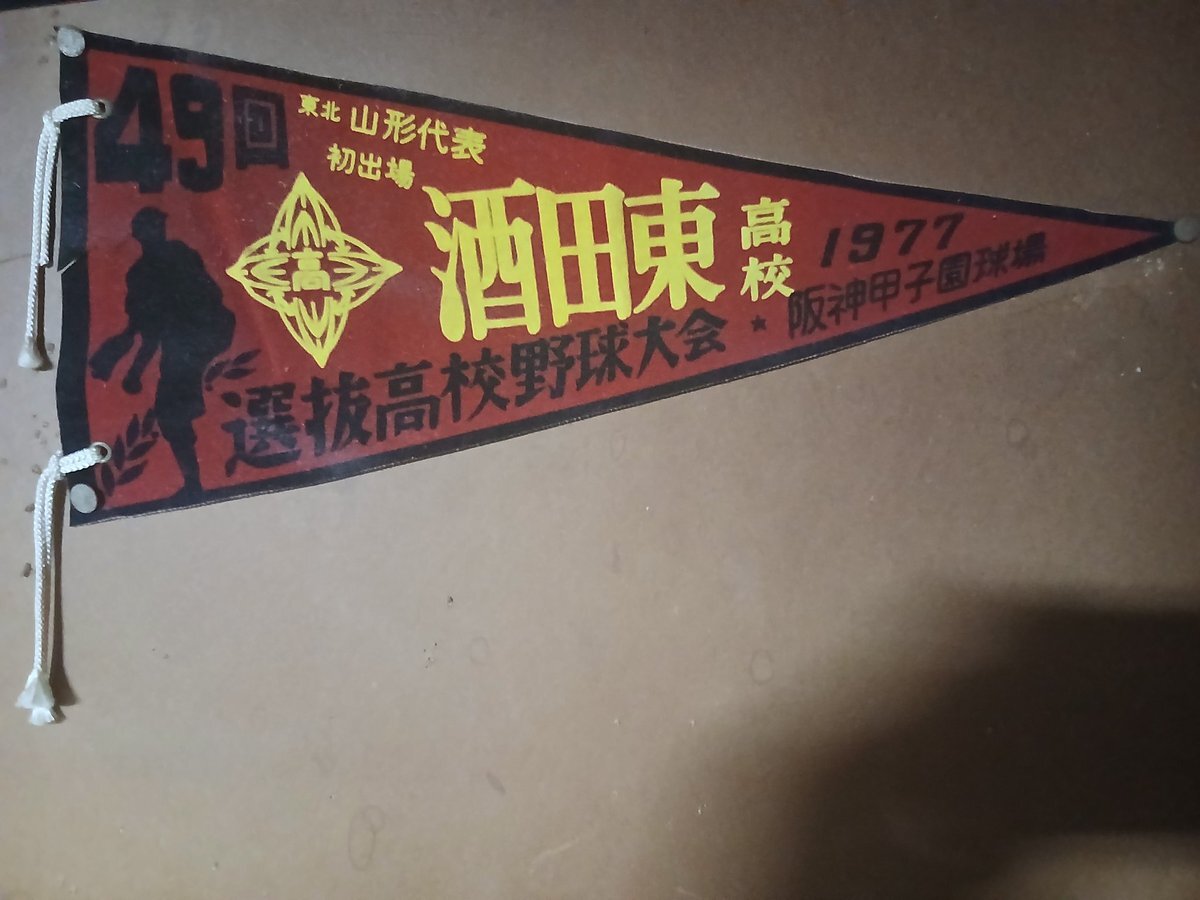 49回
東北 山形代表
初出場
高
酒田東高校
選抜高校野球大会 ★
1977
阪神甲子園球場